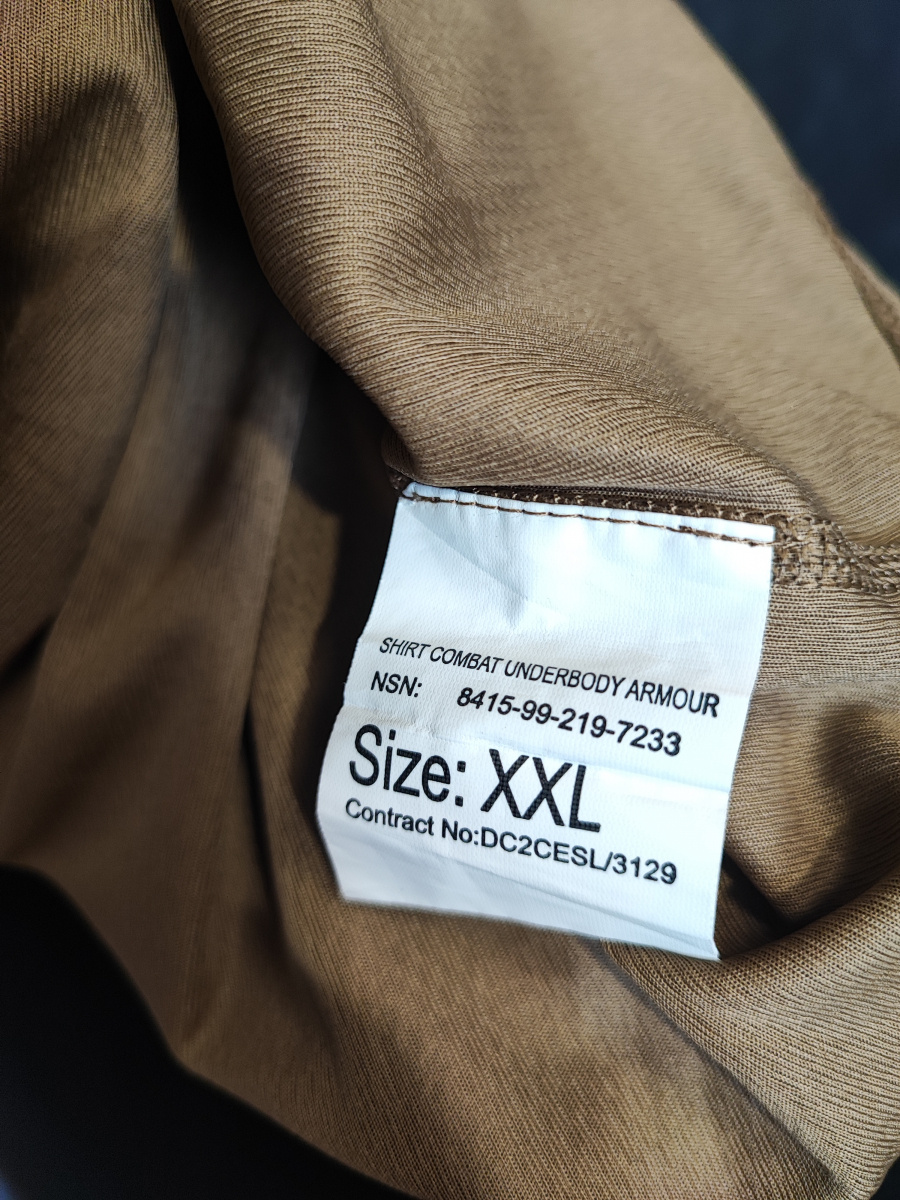 SHIRT COMBAT UNDERBODY ARMOUR
NSN: 8415-99-219-7233
Size: XXL
Contract No:DC2CESL/3129